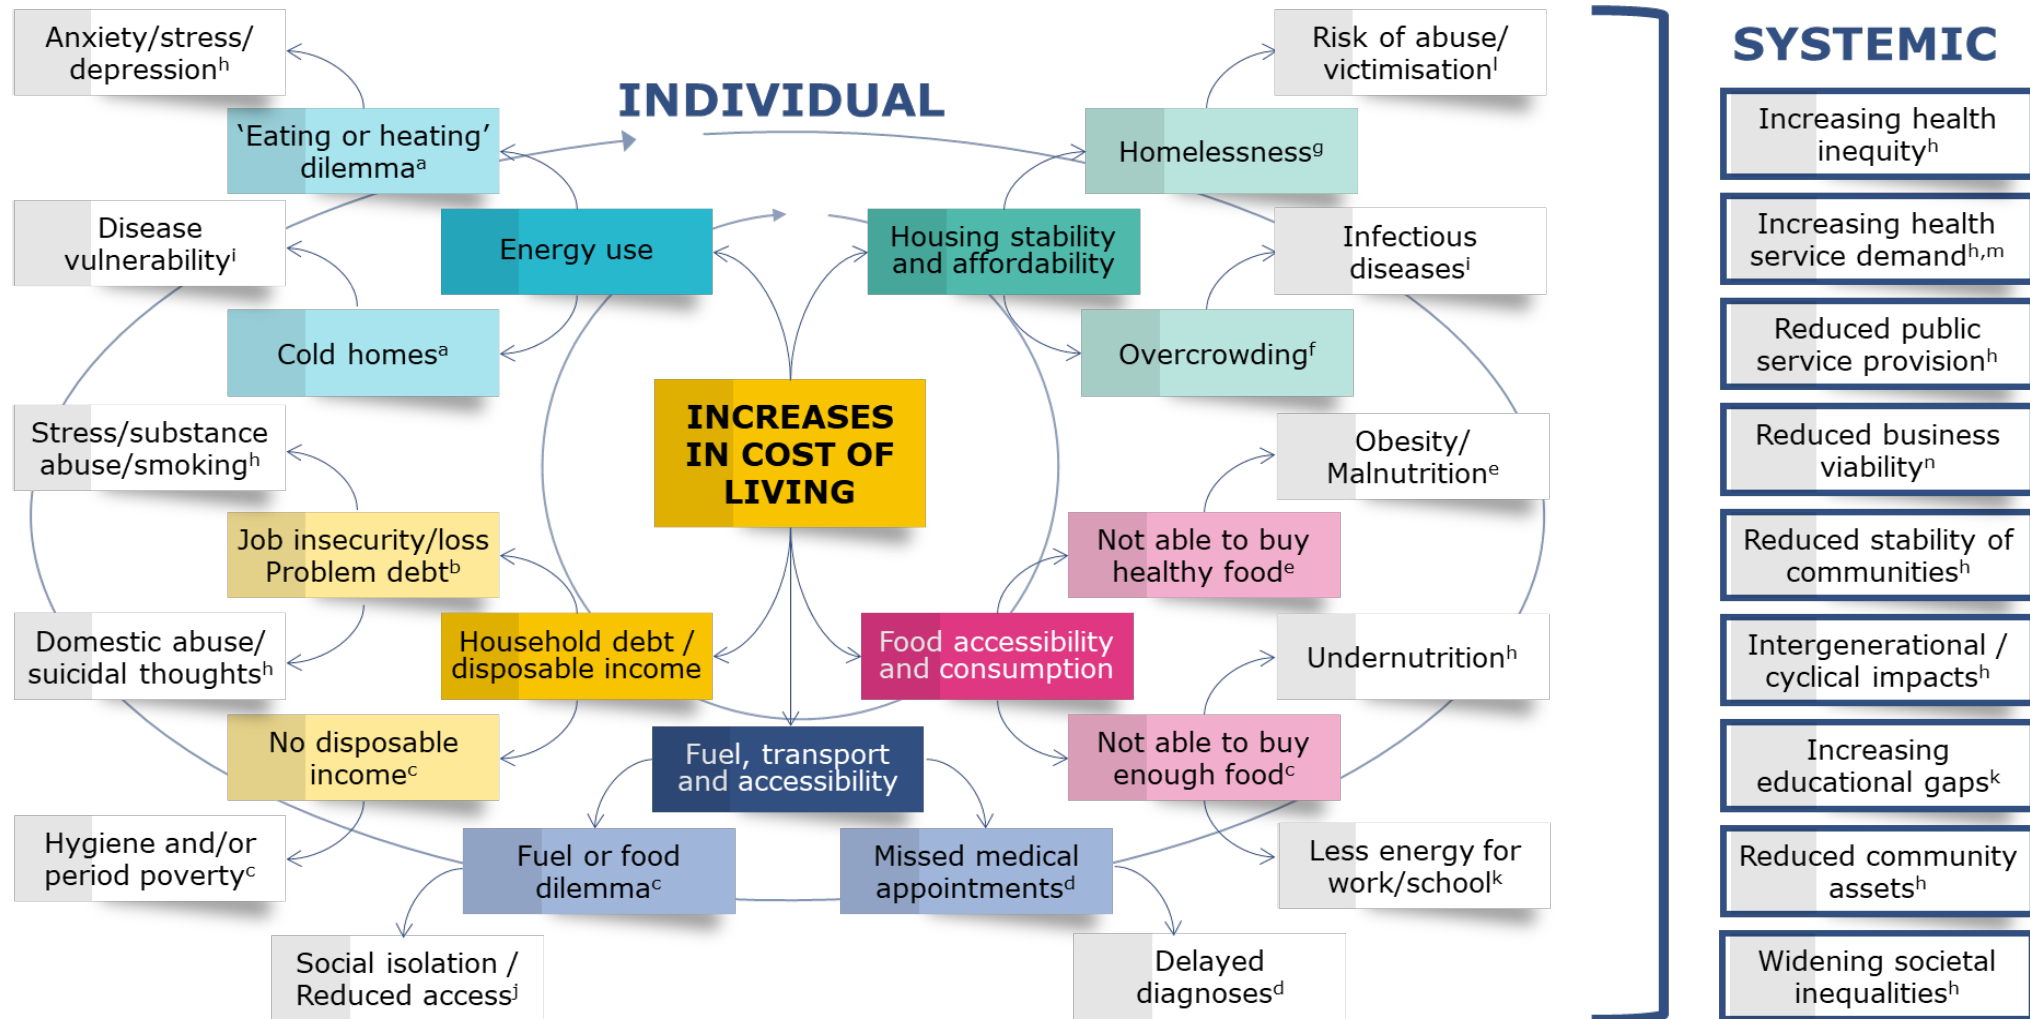 INDIVIDUAL
SYSTEMIC
Anxiety/stress/
depressionʰ
'Eating or heating'
dilemmaᵃ
Disease
vulnerabilityⁱ
Energy use
Cold homesᵃ
Risk of abuse/
victimisationˡ
Homelessnessᵍ
Housing stability
and affordability
Infectious
diseasesⁱ
Overcrowdingᶠ
INCREASES
IN COST OF
LIVING
Stress/substance
abuse/smokingʰ
Job insecurity/loss
Problem debtᵇ
Domestic abuse/
suicidal thoughtsʰ
Household debt /
disposable income
No disposable
incomeᶜ
Hygiene and/or
period povertyᶜ
Obesity/
Malnutritionᵉ
Not able to buy
healthy foodᵉ
Food accessibility
and consumption
Undernutritionʰ
Not able to buy
enough foodᶜ
Less energy for
work/schoolᵏ
Fuel, transport
and accessibility
Fuel or food
dilemmaᶜ
Missed medical
appointmentsᵈ
Social isolation /
Reduced accessʲ
Delayed
diagnosesᵈ
Increasing health
inequityʰ
Increasing health
service demandʰ,ᵐ
Reduced public
service provisionʰ
Reduced business
viabilityⁿ
Reduced stability of
communitiesʰ
Intergenerational /
cyclical impactsʰ
Increasing
educational gapsᵏ
Reduced community
assetsʰ
Widening societal
inequalitiesʰ